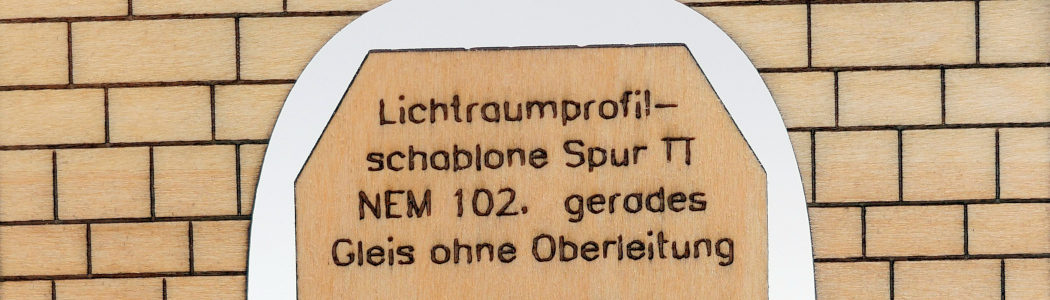 Lichtraumprofil-
schablone Spur TT
NEM 102. gerades
Gleis ohne Oberleitung